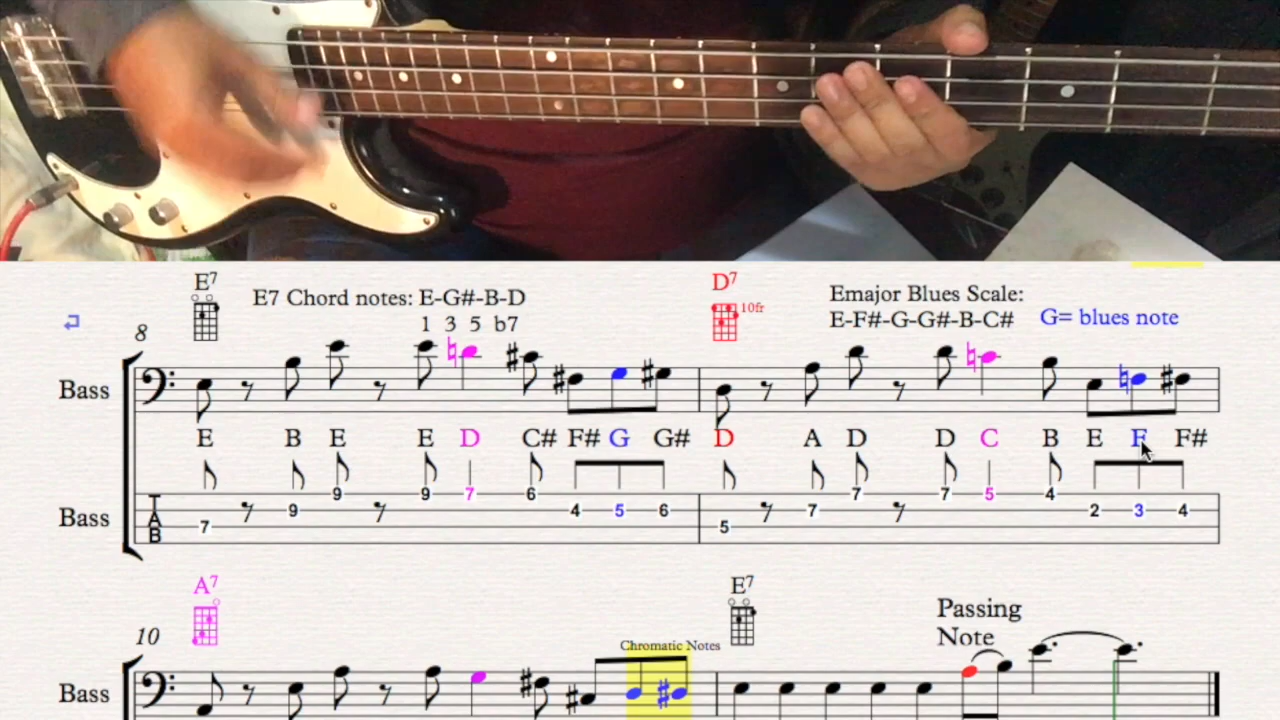 E7 D7
E7 Chord notes: E-G#-B-D
1 3 5 b7
10fr
Emajor Blues Scale:
E-F#-G-G#-B-C# G= blues note
8
Bass
E B E E D C# F# G G# D A D D C B E F F#
9 9 7 6 7 7 5 4
9 4 5 6 7 2 3 4
7 5
Bass
T
A
B
A7 E7
10
Chromatic Notes
Passing
Note
Bass